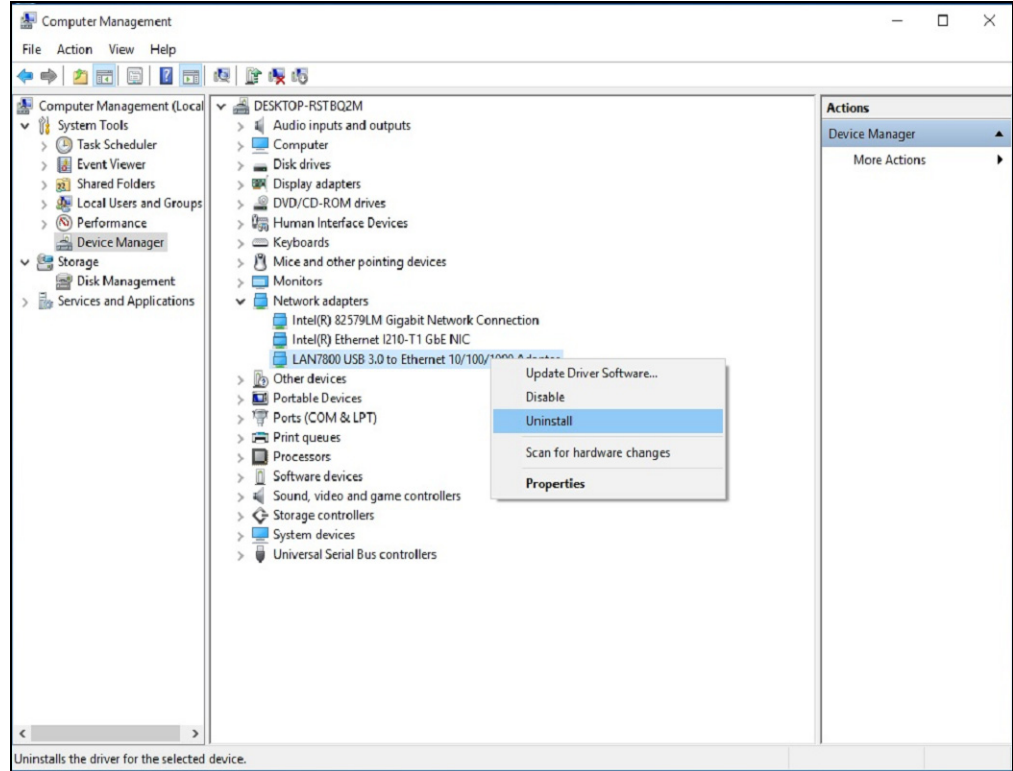 Computer Management
File Action View Help
Computer Management (Local
System Tools
Task Scheduler
Event Viewer
Shared Folders
Local Users and Groups
Performance
Device Manager
Storage
Disk Management
Services and Applications
DESKTOP-RSTBQ2M
Audio inputs and outputs
Computer
Disk drives
Display adapters
DVD/CD-ROM drives
Human Interface Devices
Keyboards
Mice and other pointing devices
Monitors
Network adapters
Intel(R) 82579LM Gigabit Network Connection
Intel(R) Ethernet I210-T1 GbE NIC
LAN7800 USB 3.0 to Ethernet 10/100/1000 Adapter
Other devices
Portable Devices
Ports (COM & LPT)
Print queues
Processors
Software devices
Sound, video and game controllers
Storage controllers
System devices
Universal Serial Bus controllers
Update Driver Software...
Disable
Uninstall
Scan for hardware changes
Properties
Actions
Device Manager
More Actions
Uninstalls the driver for the selected device.